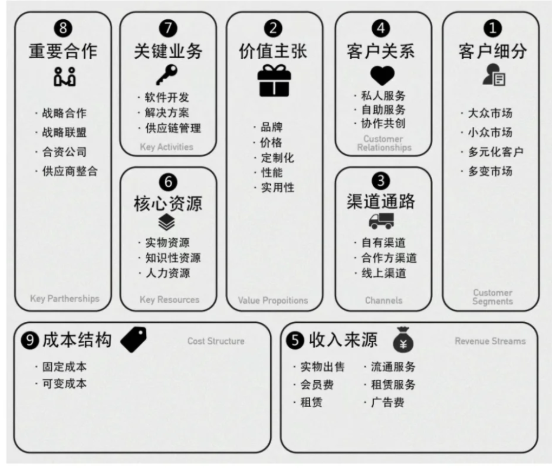 8
重要合作
· 战略合作
· 战略联盟
· 合资公司
· 供应商整合
Key Partherships
7
关键业务
· 软件开发
· 解决方案
· 供应链管理
Key Activities
6
核心资源
· 实物资源
· 知识性资源
· 人力资源
Key Resources
2
价值主张
· 品牌
· 价格
· 定制化
· 性能
· 实用性
Value Propoitions
4
客户关系
· 私人服务
· 自助服务
· 协作共创
Customer
Relationships
3
渠道通路
· 自有渠道
· 合作方渠道
· 线上渠道
Channels
1
客户细分
· 大众市场
· 小众市场
· 多元化客户
· 多变市场
Customer
Segments
9 成本结构 Cost Structure
· 固定成本
· 可变成本
5 收入来源 ¥ Revenue Streams
· 实物出售 · 流通服务
· 会员费 · 租赁服务
· 租赁 · 广告费